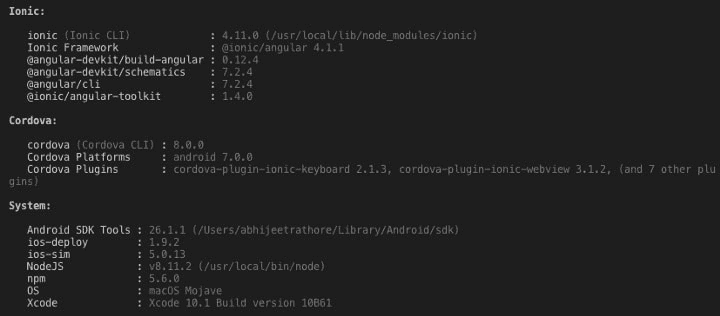 Ionic:
ionic (Ionic CLI) : 4.11.0 (/usr/local/lib/node_modules/ionic)
Ionic Framework : @ionic/angular 4.1.1
@angular-devkit/build-angular : 0.12.4
@angular-devkit/schematics : 7.2.4
@angular/cli : 7.2.4
@ionic/angular-toolkit : 1.4.0
Cordova:
cordova (Cordova CLI) : 8.0.0
Cordova Platforms : android 7.0.0
Cordova Plugins : cordova-plugin-ionic-keyboard 2.1.3, cordova-plugin-ionic-webview 3.1.2, (and 7 other plu
gins)
System:
Android SDK Tools : 26.1.1 (/Users/abhijeetrathore/Library/Android/sdk)
ios-deploy : 1.9.2
ios-sim : 5.0.13
NodeJS : v8.11.2 (/usr/local/bin/node)
npm : 5.6.0
OS : macOS Mojave
Xcode : Xcode 10.1 Build version 10B61